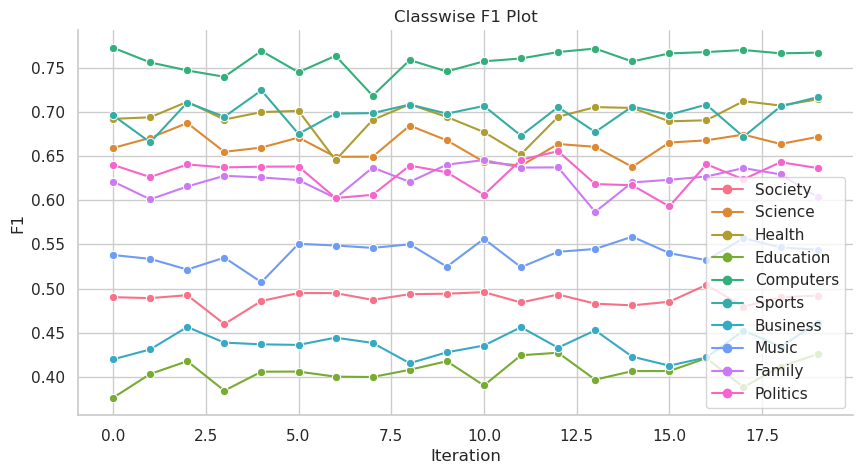 Classwise F1 Plot
0.75
0.70
0.65
0.60
0.55
0.50
0.45
0.40
F1
Society
Science
Health
Education
Computers
Sports
Business
Music
Family
Politics
0.0 2.5 5.0 7.5 10.0 12.5 15.0 17.5
Iteration